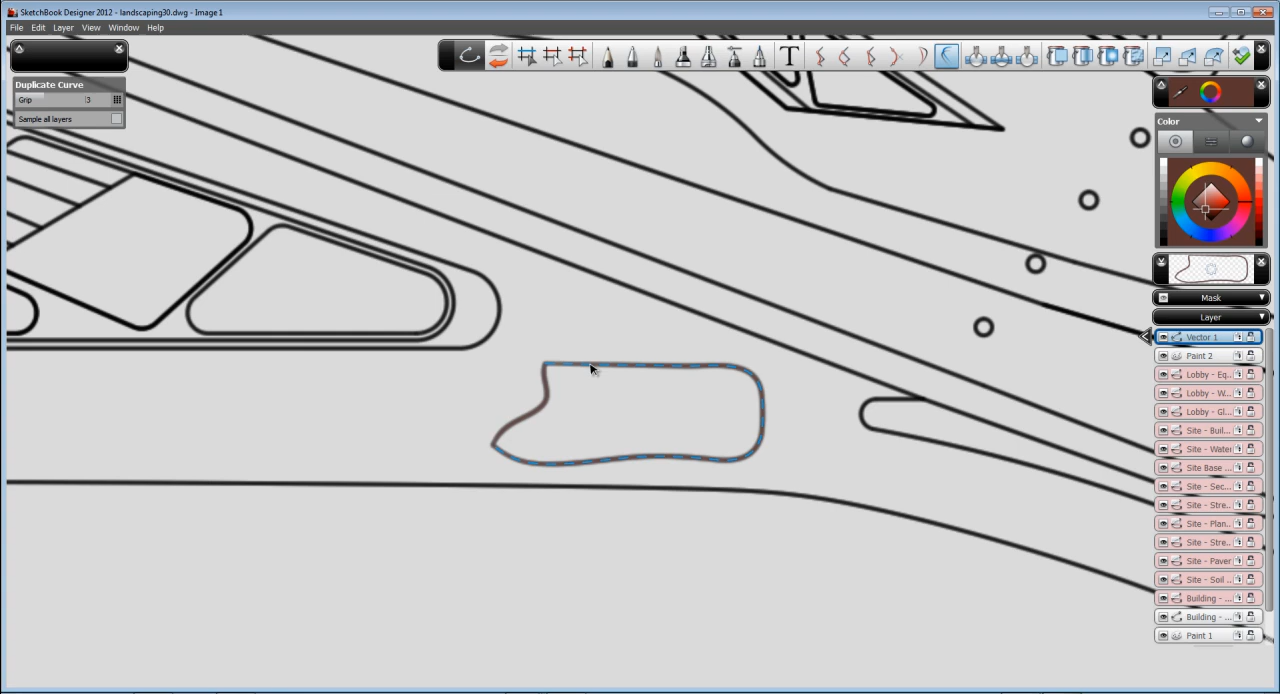 SketchBook Designer 2012 - landscaping30.dwg - Image 1
File Edit Layer View Window Help
T
Duplicate Curve
Grip 3
Sample all layers
Color
Mask
Layer
Vector 1
Paint 2
Lobby - Eq...
Lobby - W...
Lobby - Gl...
Site - Buil...
Site - Water
Site Base ...
Site - Sec...
Site - Stre...
Site - Plan...
Site - Stre...
Site - Paver
Site - Soil ...
Building - ...
Building - ...
Paint 1